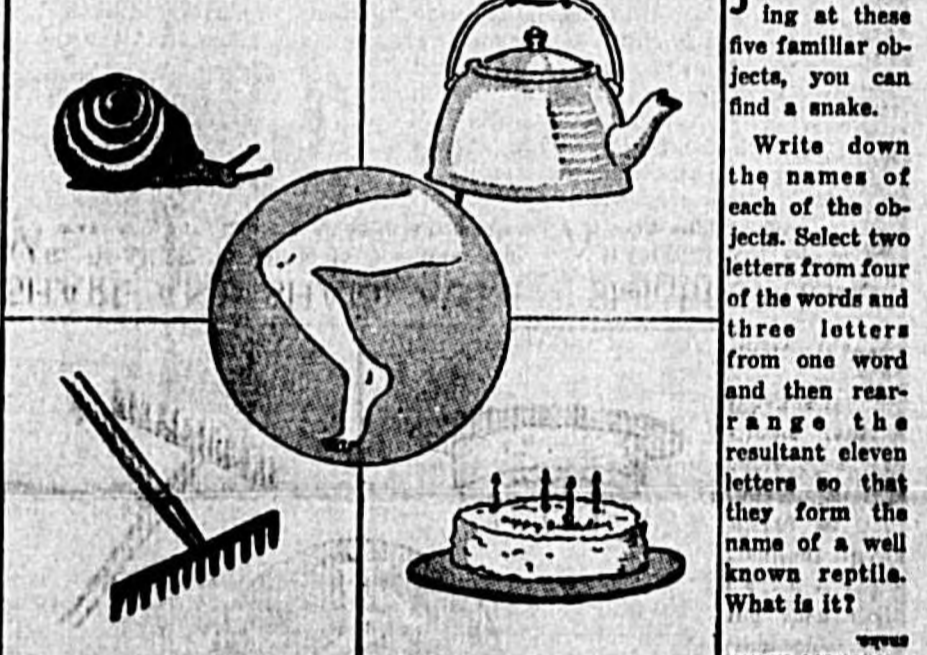 ing at these
five familiar ob-
jects, you can
find a snake.
Write down
the names of
each of the ob-
jects. Select two
letters from four
of the words and
three letters
from one word
and then rear-
range the
resultant eleven
letters so that
they form the
name of a well
known reptile.
What is it?